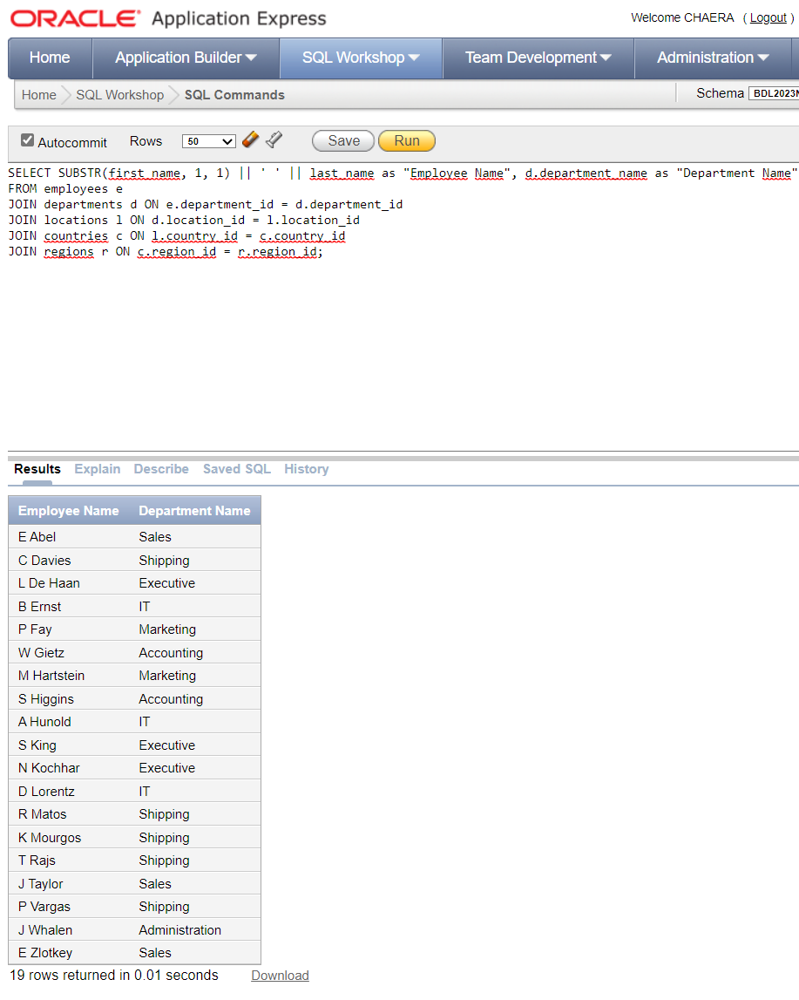 ORACLE® Application Express
Welcome CHAERA ( Logout )
Home Application Builder SQL Workshop Team Development Administration
Home SQL Workshop SQL Commands Schema BDL2023N
Autocommit Rows 50 Save Run
SELECT SUBSTR(first_name, 1, 1) || ' ' || last_name as "Employee Name", d.department_name as "Department Name"
FROM employees e
JOIN departments d ON e.department_id = d.department_id
JOIN locations l ON d.location_id = l.location_id
JOIN countries c ON l.country_id = c.country_id
JOIN regions r ON c.region_id = r.region_id;
Results Explain Describe Saved SQL History
Employee Name Department Name
E Abel Sales
C Davies Shipping
L De Haan Executive
B Ernst IT
P Fay Marketing
W Gietz Accounting
M Hartstein Marketing
S Higgins Accounting
A Hunold IT
S King Executive
N Kochhar Executive
D Lorentz IT
R Matos Shipping
K Mourgos Shipping
T Rajs Shipping
J Taylor Sales
P Vargas Shipping
J Whalen Administration
E Zlotkey Sales
19 rows returned in 0.01 seconds Download